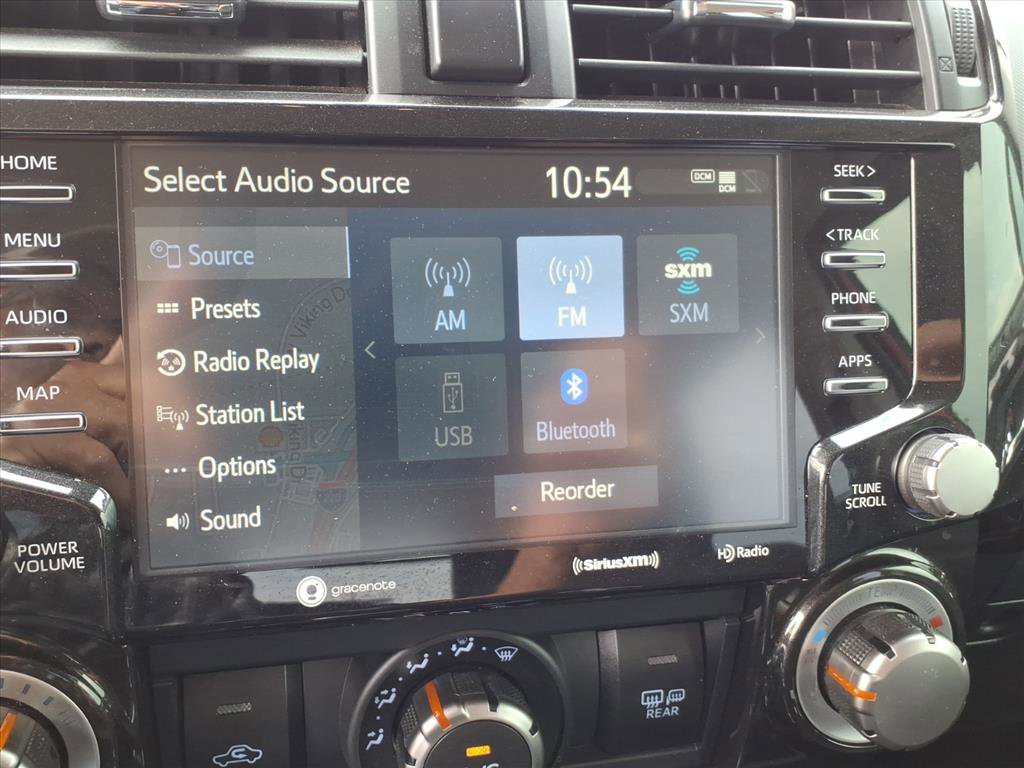 HOME
MENU
AUDIO
MAP
POWER
VOLUME
Select Audio Source
10:54
DCM
DCM
Source
Presets
Radio Replay
Station List
Options
Sound
AM
FM
sxm
SXM
USB
Bluetooth
Reorder
gracenote
((SiriusXM))
HD Radio
SEEK >
< TRACK
PHONE
APPS
TUNE
SCROLL
REAR